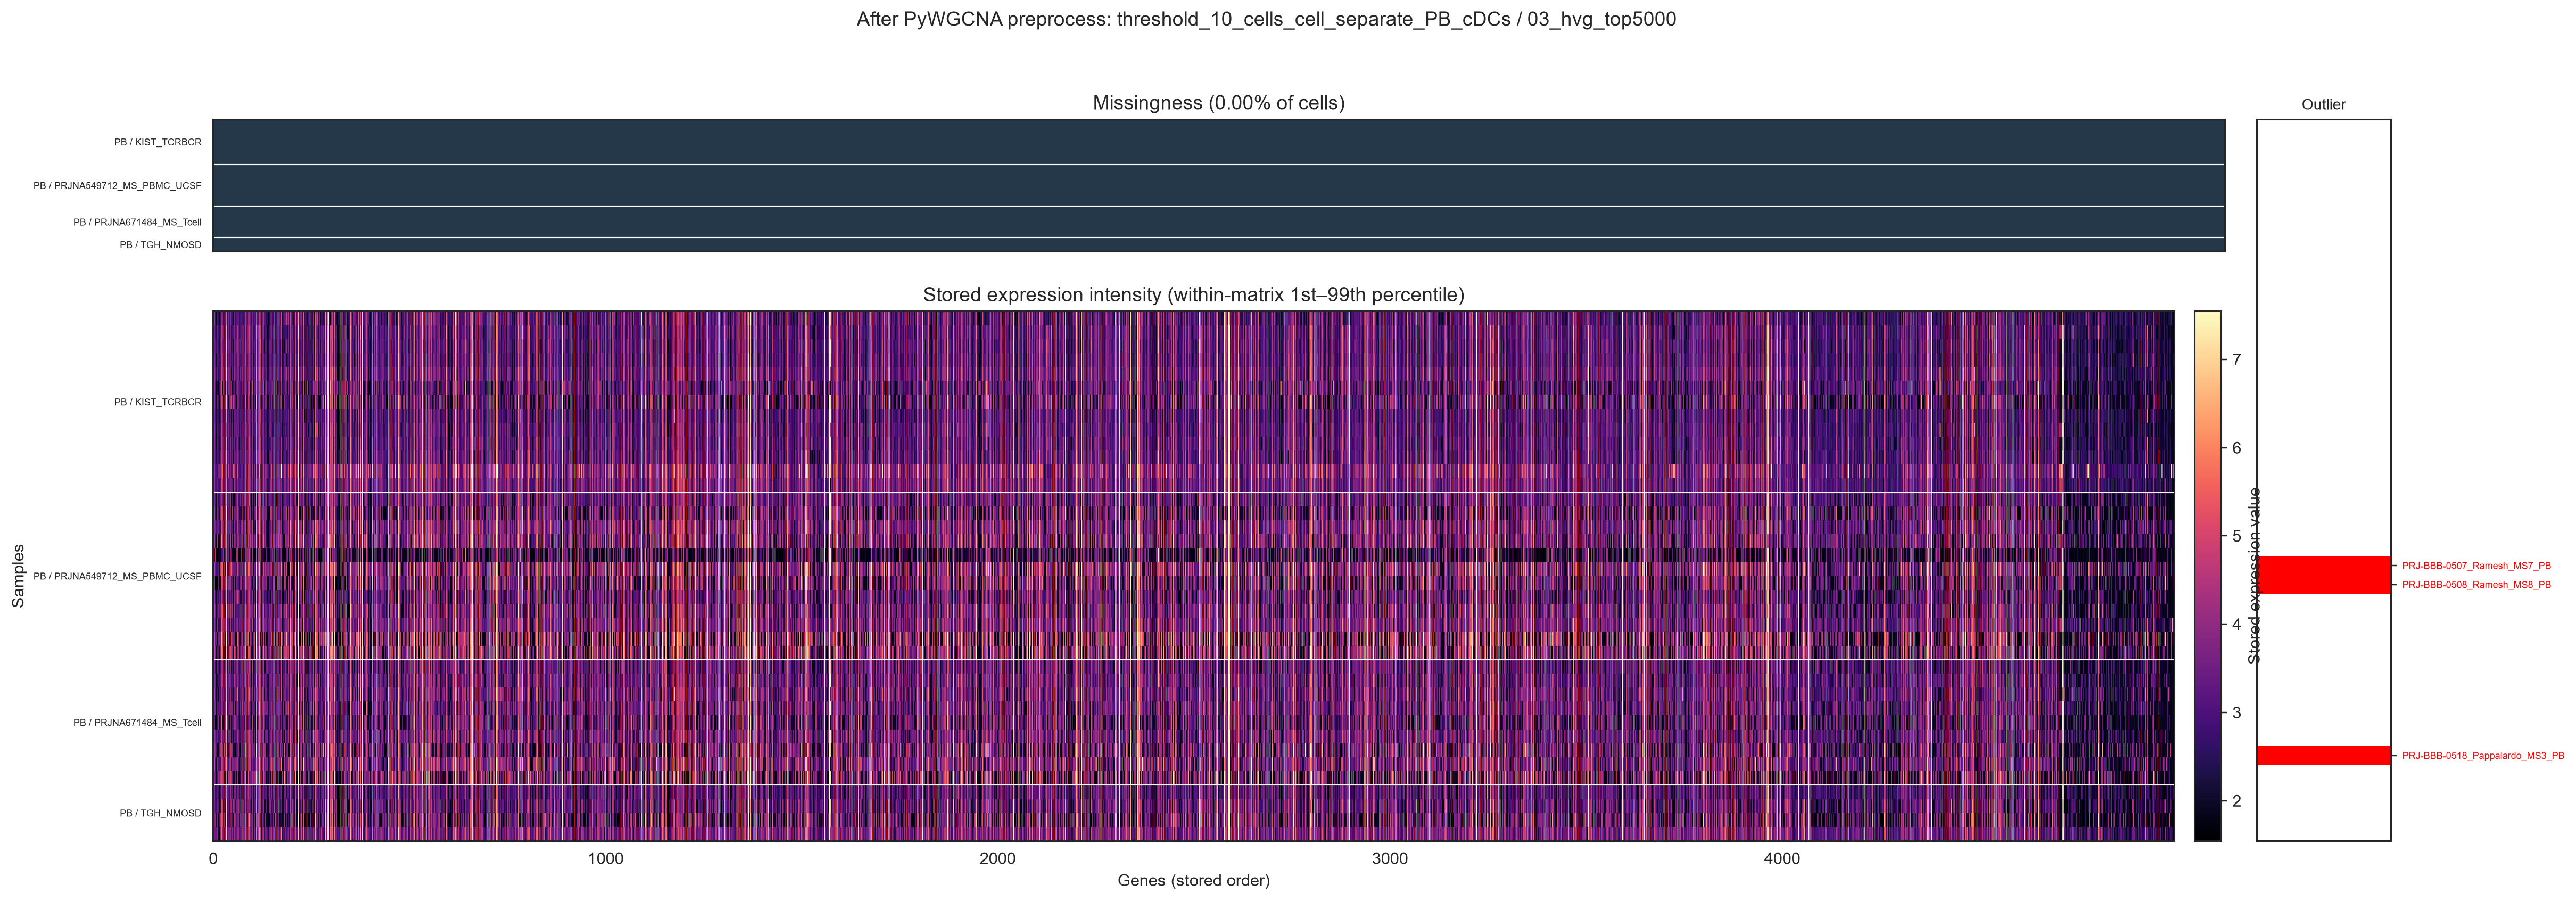 After PyWGCNA preprocess: threshold_10_cells_cell_separate_PB_cDCs / 03_hvg_top5000
Missingness (0.00% of cells)
Outlier
PB / KIST_TCRBCR
PB / PRJNA549712_MS_PBMC_UCSF
PB / PRJNA671484_MS_Tcell
PB / TGH_NMOSD
Stored expression intensity (within-matrix 1st–99th percentile)
Samples
PB / KIST_TCRBCR
PB / PRJNA549712_MS_PBMC_UCSF
PB / PRJNA671484_MS_Tcell
PB / TGH_NMOSD
0
1000
2000
3000
4000
Genes (stored order)
7
6
5
4
3
2
Stored expression value
PRJ-BBB-0507_Ramesh_MS7_PB
PRJ-BBB-0508_Ramesh_MS8_PB
PRJ-BBB-0518_Pappalardo_MS3_PB